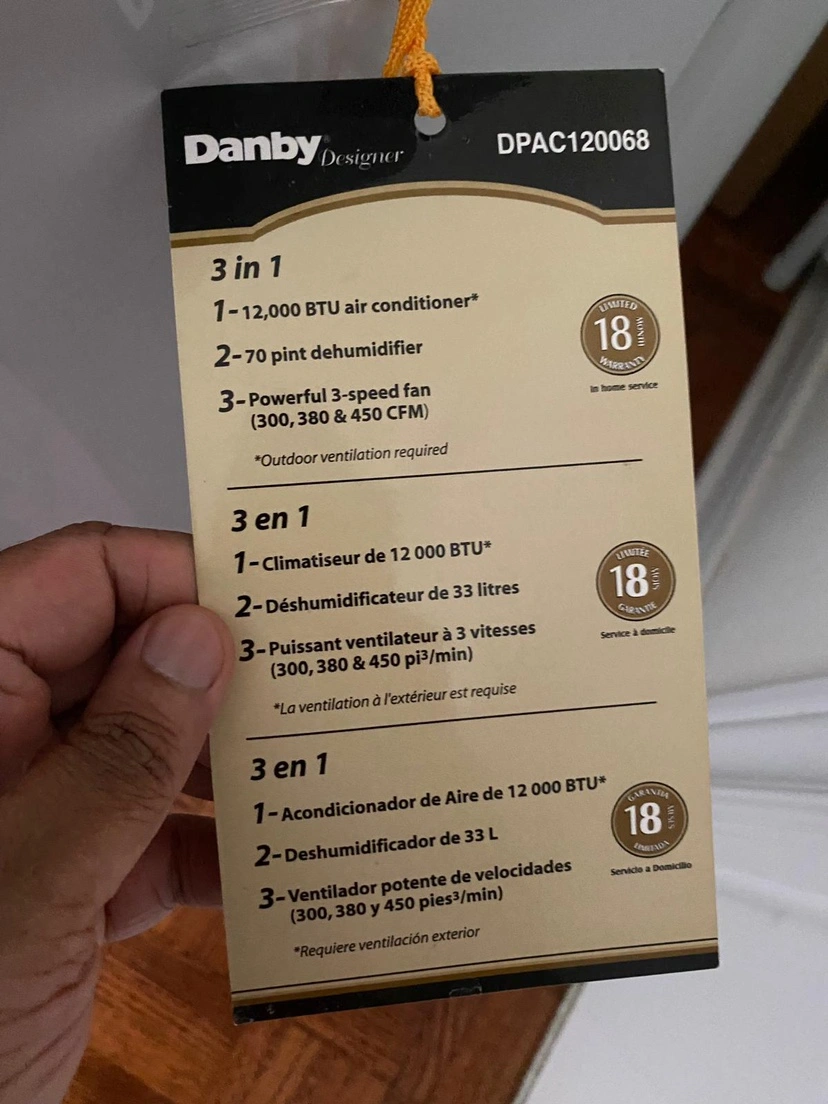 Danby Designer
DPAC120068
3 in 1
1- 12,000 BTU air conditioner*
2- 70 pint dehumidifier
3- Powerful 3-speed fan
(300, 380 & 450 CFM)
*Outdoor ventilation required
LIMITED
18 MONTH
WARRANTY
In home service
3 en 1
1- Climatiseur de 12 000 BTU*
2- Déshumidificateur de 33 litres
3- Puissant ventilateur à 3 vitesses
(300, 380 & 450 pi³/min)
*La ventilation à l'extérieur est requise
LIMITÉE
18 MOIS
GARANTIE
Service à domicile
3 en 1
1- Acondicionador de Aire de 12 000 BTU*
2- Deshumidificador de 33 L
3- Ventilador potente de velocidades
(300, 380 y 450 pies³/min)
*Requiere ventilación exterior
GARANTIA
18 MESES
LIMITADA
Servicio a Domicilio